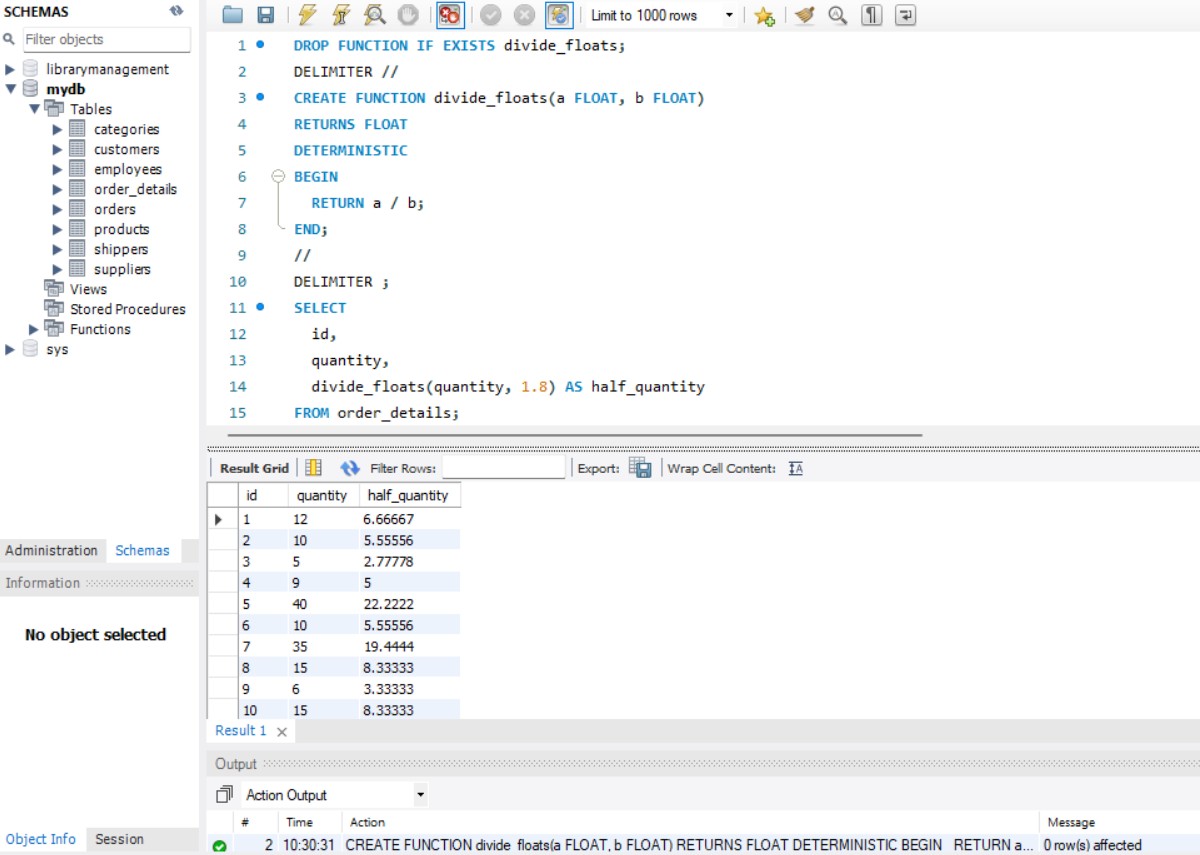 SCHEMAS
Filter objects
librarymanagement
mydb
Tables
categories
customers
employees
order_details
orders
products
shippers
suppliers
Views
Stored Procedures
Functions
sys
Administration Schemas
Information
No object selected
Object Info Session
Limit to 1000 rows
1 DROP FUNCTION IF EXISTS divide_floats;
2 DELIMITER //
3 CREATE FUNCTION divide_floats(a FLOAT, b FLOAT)
4 RETURNS FLOAT
5 DETERMINISTIC
6 BEGIN
7 RETURN a / b;
8 END;
9 //
10 DELIMITER ;
11 SELECT
12 id,
13 quantity,
14 divide_floats(quantity, 1.8) AS half_quantity
15 FROM order_details;
Result Grid Filter Rows: Export: Wrap Cell Content: IA
id quantity half_quantity
1 12 6.66667
2 10 5.55556
3 5 2.77778
4 9 5
5 40 22.2222
6 10 5.55556
7 35 19.4444
8 15 8.33333
9 6 3.33333
10 15 8.33333
Result 1
Output
Action Output
# Time Action Message
2 10:30:31 CREATE FUNCTION divide_floats(a FLOAT, b FLOAT) RETURNS FLOAT DETERMINISTIC BEGIN RETURN a... 0 row(s) affected